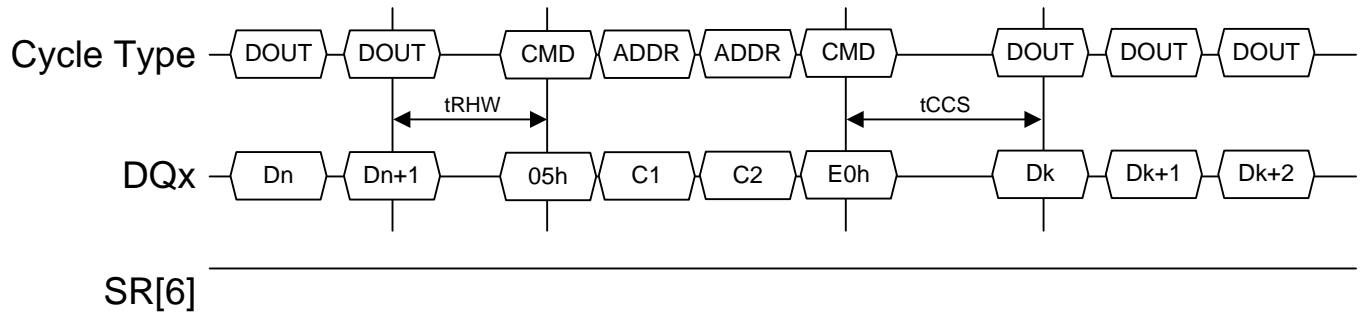 Cycle Type DOUT DOUT CMD ADDR ADDR CMD DOUT DOUT DOUT
tRHW tCCS
DQx Dn Dn+1 05h C1 C2 E0h Dk Dk+1 Dk+2
SR[6]